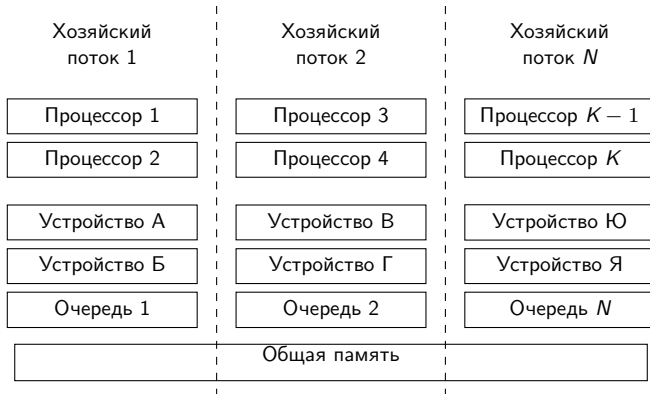 Хозяйский Хозяйский Хозяйский
поток 1 поток 2 поток N
Процессор 1 Процессор 3 Процессор K − 1
Процессор 2 Процессор 4 Процессор K
Устройство А Устройство В Устройство Ю
Устройство Б Устройство Г Устройство Я
Очередь 1 Очередь 2 Очередь N
Общая память